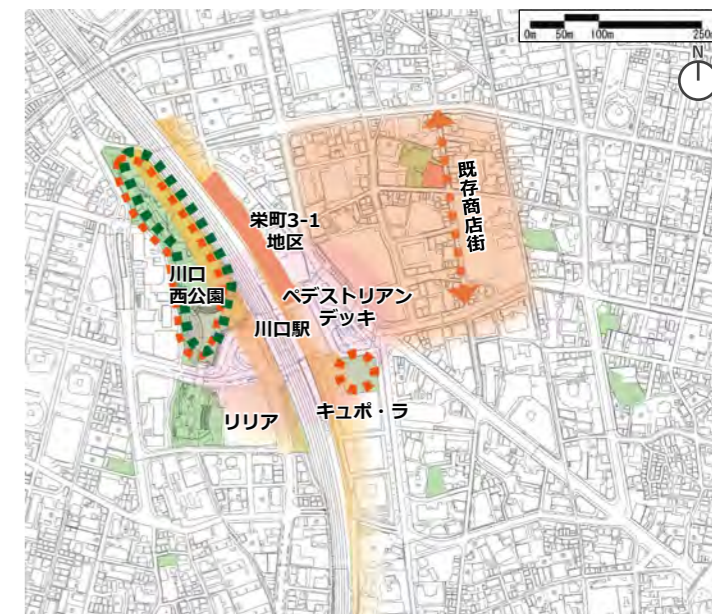 0m 50m 100m 250m
N
既存商店街
栄町3-1
地区
川口
西公園
ペデストリアン
デッキ
川口駅
キュポ・ラ
リリア